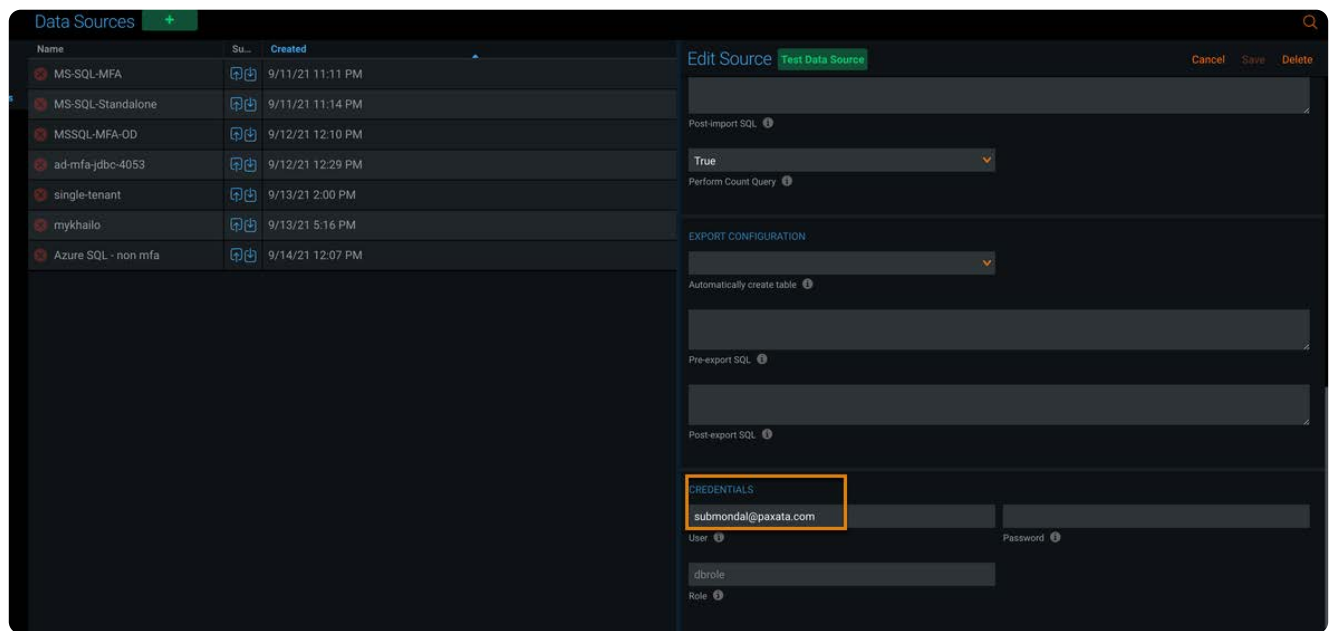 Data Sources +
Name Su... Created
MS-SQL-MFA 9/11/21 11:11 PM
MS-SQL-Standalone 9/11/21 11:14 PM
MSSQL-MFA-OD 9/12/21 12:10 PM
ad-mfa-jdbc-4053 9/12/21 12:29 PM
single-tenant 9/13/21 2:00 PM
mykhailo 9/13/21 5:16 PM
Azure SQL - non mfa 9/14/21 12:07 PM
Edit Source Test Data Source Cancel Save Delete
Post-import SQL
True
Perform Count Query
EXPORT CONFIGURATION
Automatically create table
Pre-export SQL
Post-export SQL
CREDENTIALS
submondal@paxata.com
User Password
dbrole
Role